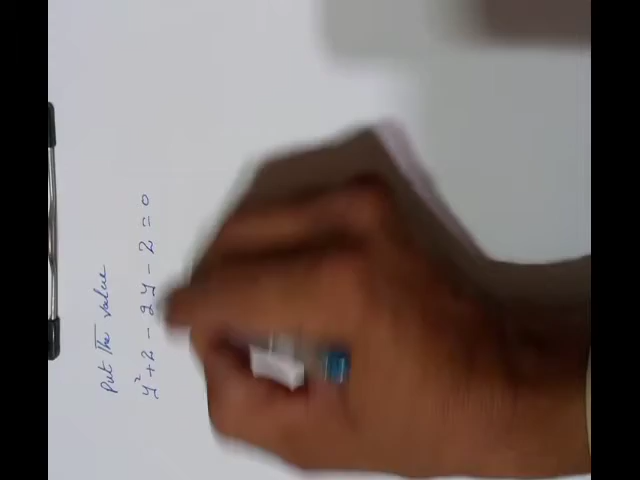 Put The value
y² + 2 - 2y - 2 = 0